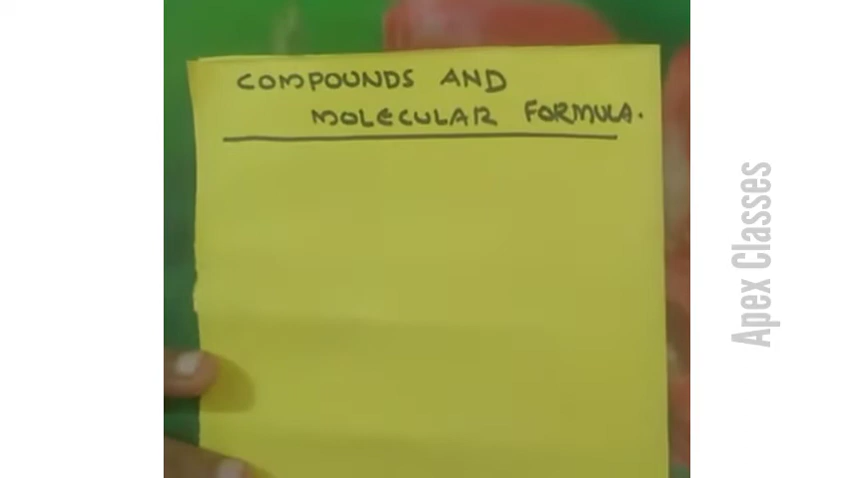 COMPOUNDS AND
MOLECULAR FORMULA.
Apex Classes